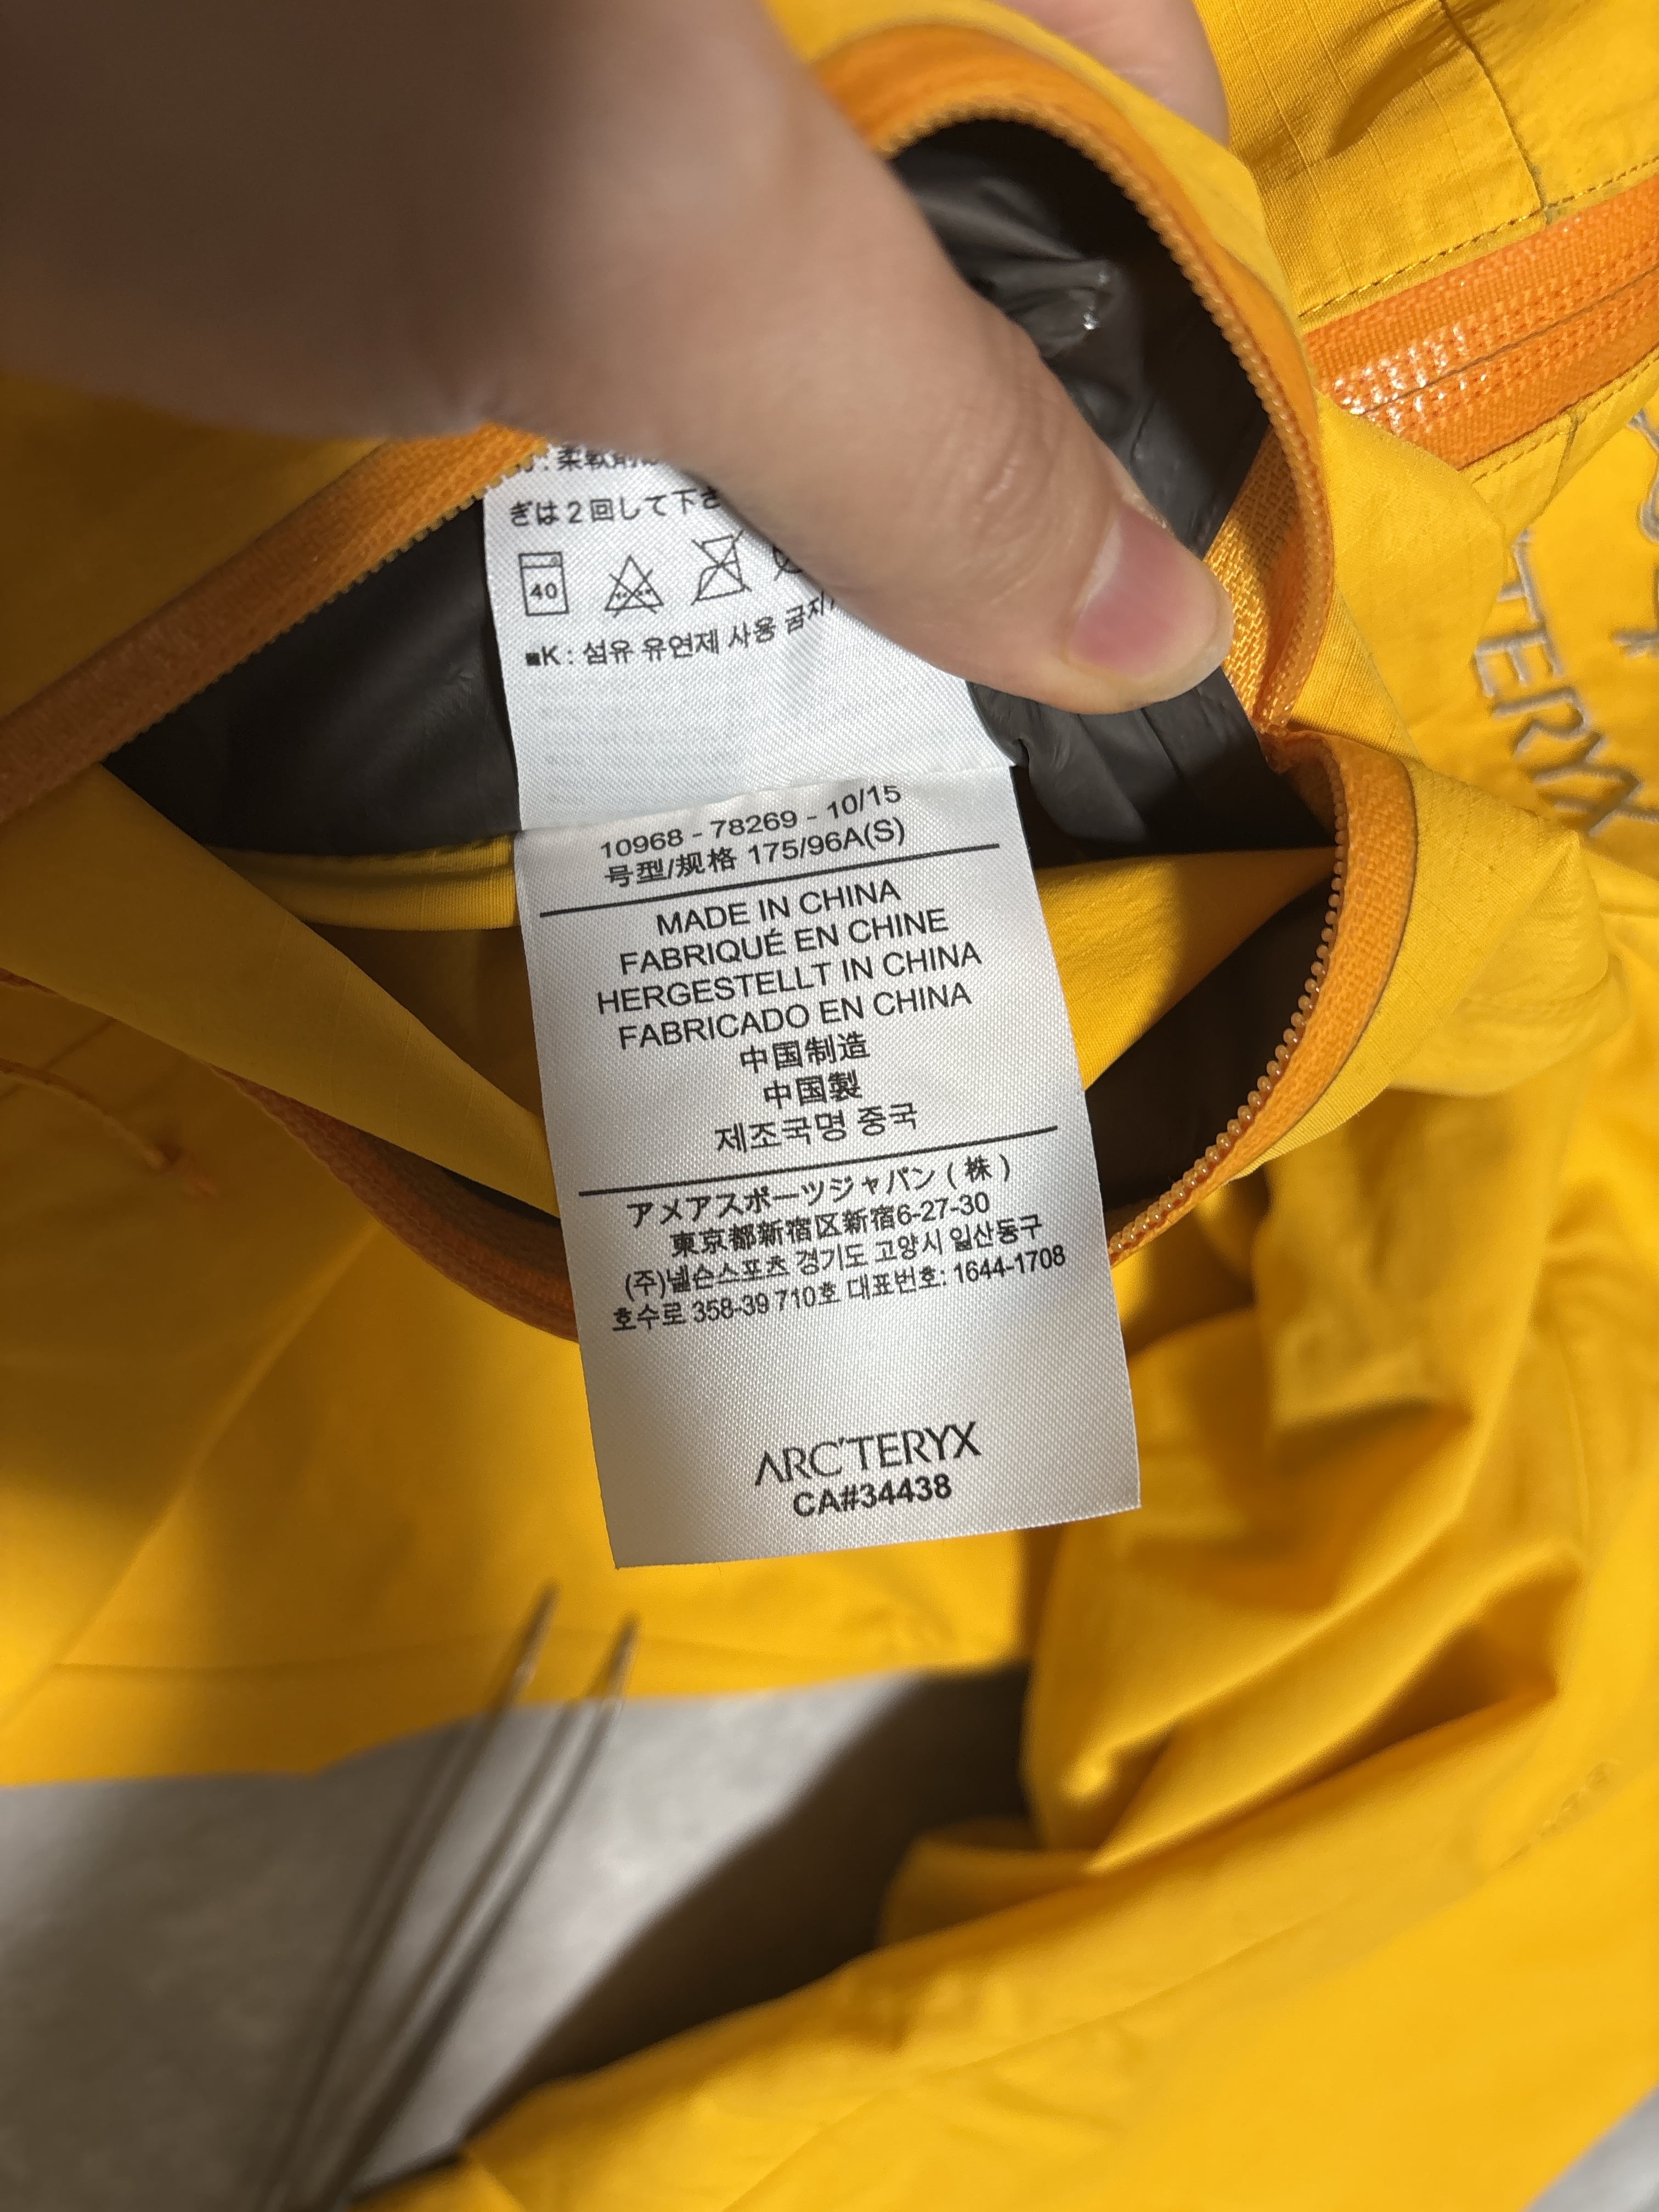 ぎは2回して下さ
40
■K : 섬유 유연제 사용 금지
10968 - 78269 - 10/15
号型/规格 175/96A(S)
MADE IN CHINA
FABRIQUÉ EN CHINE
HERGESTELLT IN CHINA
FABRICADO EN CHINA
中国制造
中国製
제조국명 중국
アメアスポーツジャパン ( 株 )
東京都新宿区新宿6-27-30
(주)넬슨스포츠 경기도 고양시 일산동구
호수로 358-39 710호 대표번호: 1644-1708
ARC'TERYX
CA#34438
TERYX